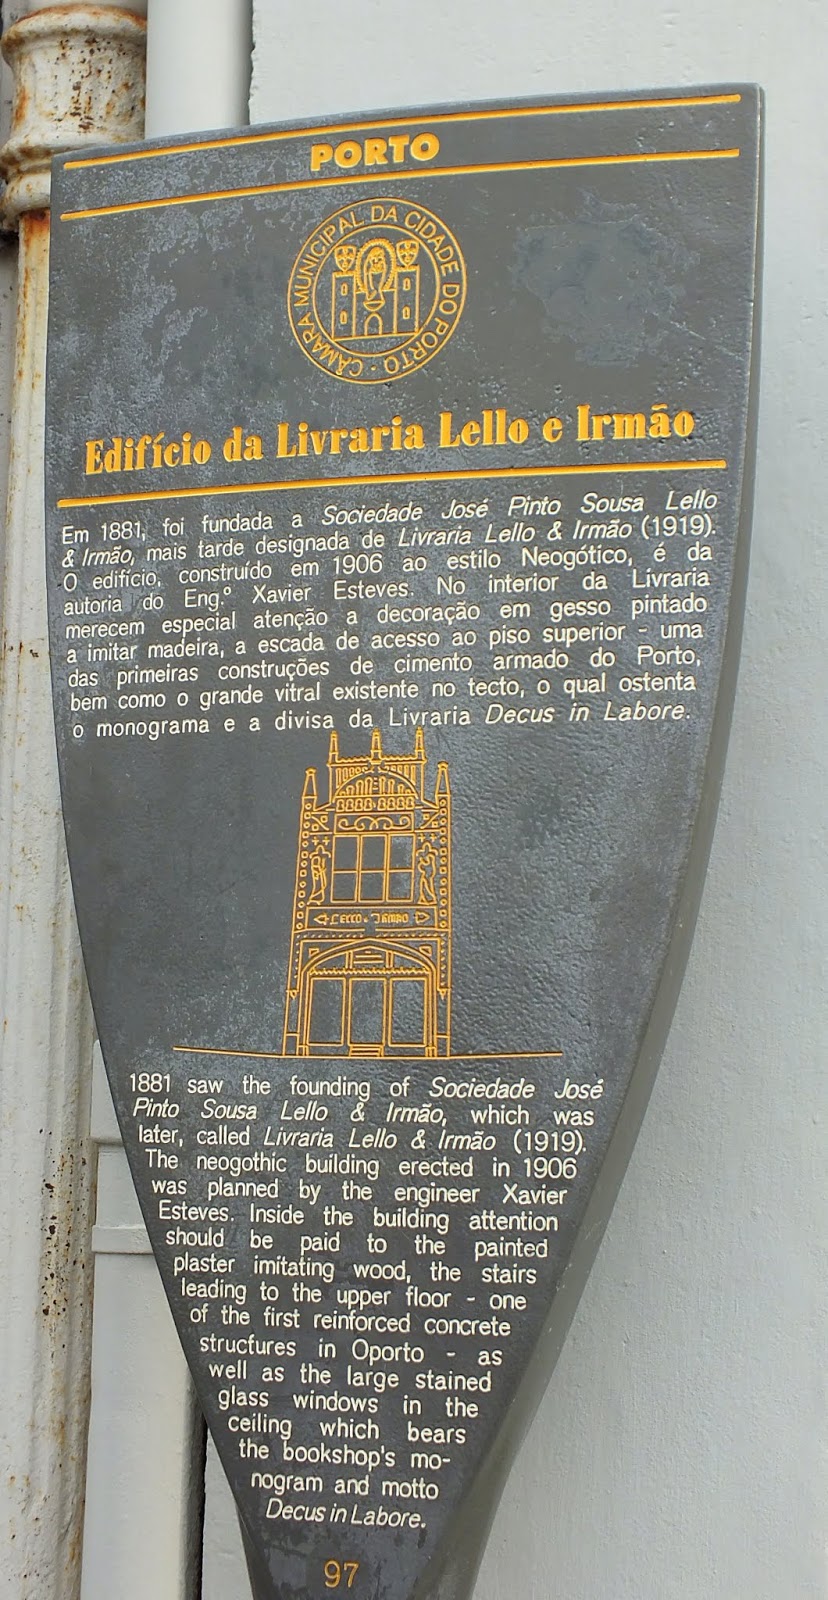 PORTO
CÂMARA MUNICIPAL DA CIDADE DO PORTO
Edifício da Livraria Lello e Irmão
Em 1881, foi fundada a Sociedade José Pinto Sousa Lello
& Irmão, mais tarde designada de Livraria Lello & Irmão (1919).
O edifício, construído em 1906 ao estilo Neogótico, é da
autoria do Eng.º Xavier Esteves. No interior da Livraria
merecem especial atenção a decoração em gesso pintado
a imitar madeira, a escada de acesso ao piso superior - uma
das primeiras construções de cimento armado do Porto,
bem como o grande vitral existente no tecto, o qual ostenta
o monograma e a divisa da Livraria Decus in Labore.
Lello & Irmão
1881 saw the founding of Sociedade José
Pinto Sousa Lello & Irmão, which was
later, called Livraria Lello & Irmão (1919).
The neogothic building erected in 1906
was planned by the engineer Xavier
Esteves. Inside the building attention
should be paid to the painted
plaster imitating wood, the stairs
leading to the upper floor - one
of the first reinforced concrete
structures in Oporto - as
well as the large stained
glass windows in the
ceiling which bears
the bookshop's mo-
nogram and motto
Decus in Labore.
97